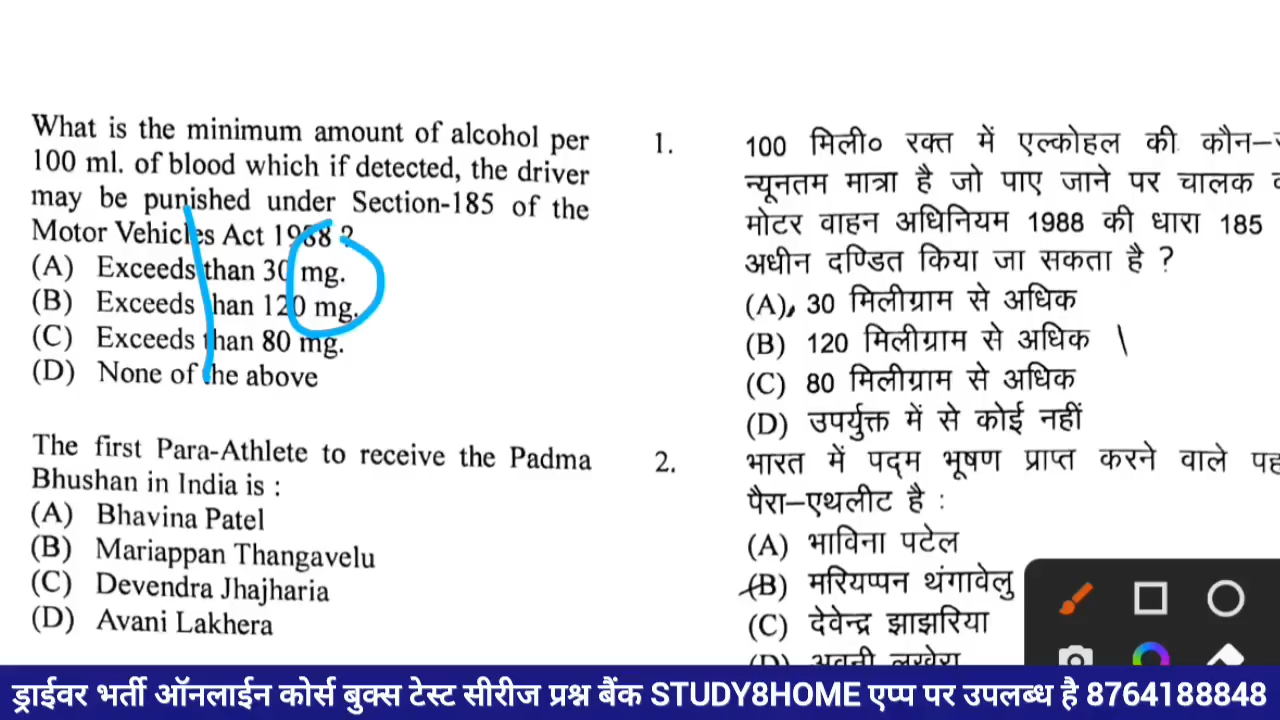 What is the minimum amount of alcohol per
100 ml. of blood which if detected, the driver
may be punished under Section-185 of the
Motor Vehicles Act 1988 ?
(A) Exceeds than 30 mg.
(B) Exceeds than 120 mg.
(C) Exceeds than 80 mg.
(D) None of the above
The first Para-Athlete to receive the Padma
Bhushan in India is :
(A) Bhavina Patel
(B) Mariappan Thangavelu
(C) Devendra Jhajharia
(D) Avani Lakhera
1. 100 मिली० रक्त में एल्कोहल की
न्यूनतम मात्रा है जो पाए जाने पर चालक
मोटर वाहन अधिनियम 1988 की धारा 185
अधीन दण्डित किया जा सकता है ?
(A) 30 मिलीग्राम से अधिक
(B) 120 मिलीग्राम से अधिक
(C) 80 मिलीग्राम से अधिक
(D) उपर्युक्त में से कोई नहीं
2. भारत में पद्म भूषण प्राप्त करने वाले
पैरा–एथलीट है :
(A) भाविना पटेल
(B) मरियप्पन थंगावेलु
(C) देवेन्द्र झाझरिया
(D) अवनी लखेरा
ड्राईवर भर्ती ऑनलाईन कोर्स बुक्स टेस्ट सीरीज प्रश्न बैंक STUDY8HOME एप्प पर उपलब्ध है 8764188848